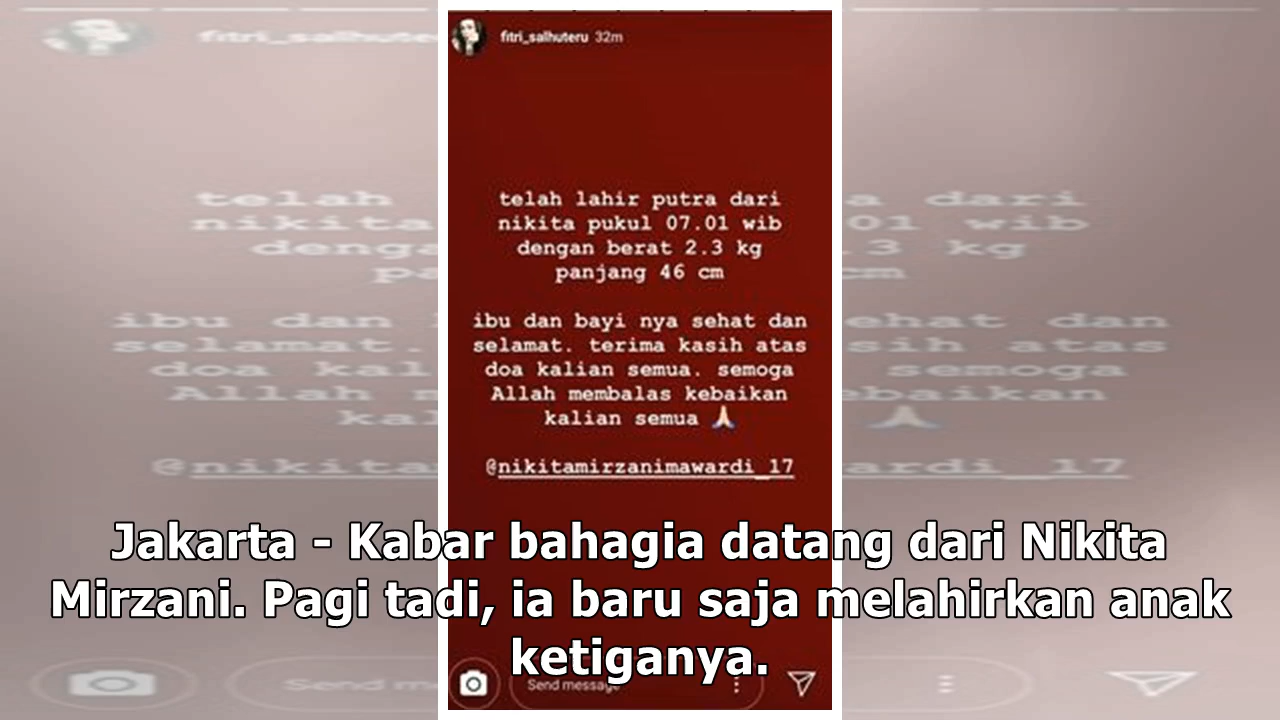 fitri_salhuteru 32m
telah lahir putra dari
nikita pukul 07.01 wib
dengan berat 2.3 kg
panjang 46 cm
ibu dan bayi nya sehat dan
selamat. terima kasih atas
doa kalian semua. semoga
Allah membalas kebaikan
kalian semua 🙏🏻
@nikitamirzanimawardi_17
Jakarta - Kabar bahagia datang dari Nikita
Mirzani. Pagi tadi, ia baru saja melahirkan anak
ketiganya.
Send message